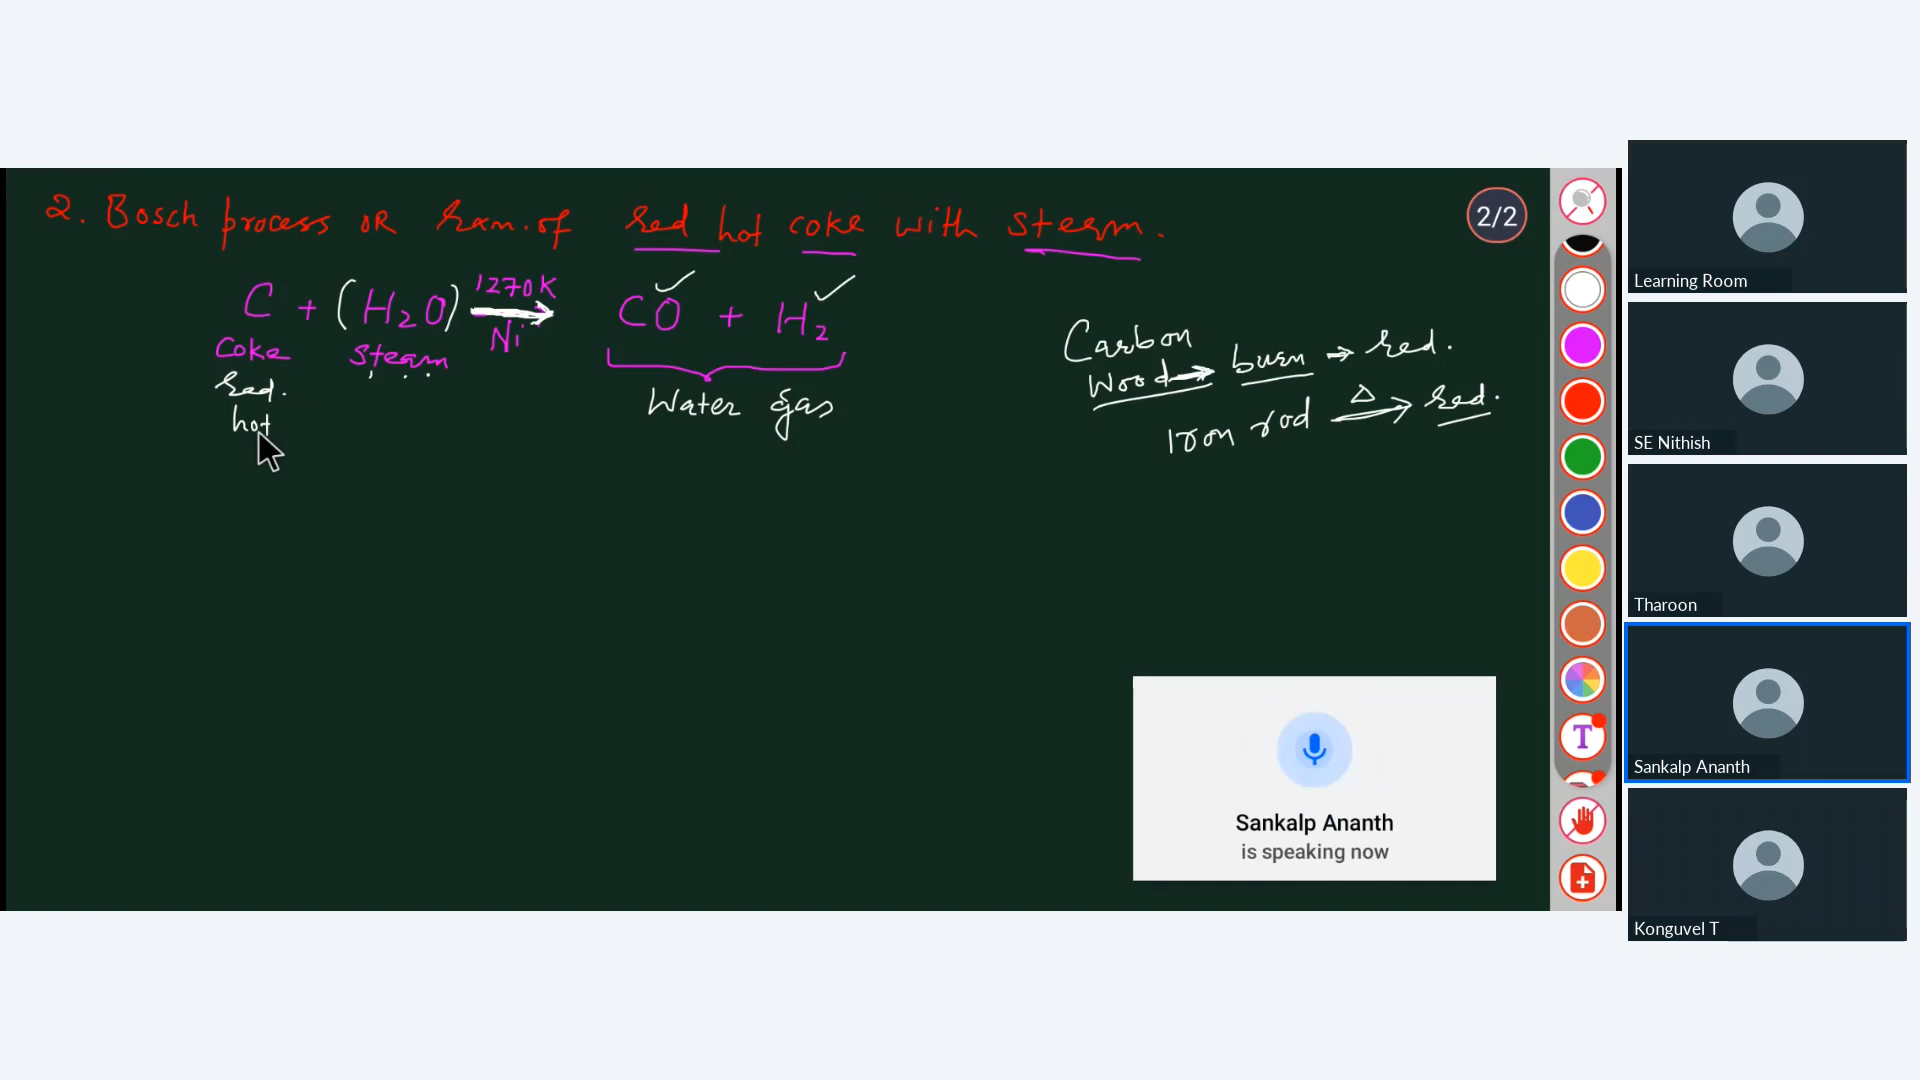 2. Bosch process OR rxn. of red hot coke with steam.
2/2
C + (H2O) 1270K Ni CO + H2
Coke steam
red.
hot
Water gas
Carbon
Wood → burn → red.
Iron rod Δ → red.
T
Sankalp Ananth
is speaking now
Learning Room
SE Nithish
Tharoon
Sankalp Ananth
Konguvel T